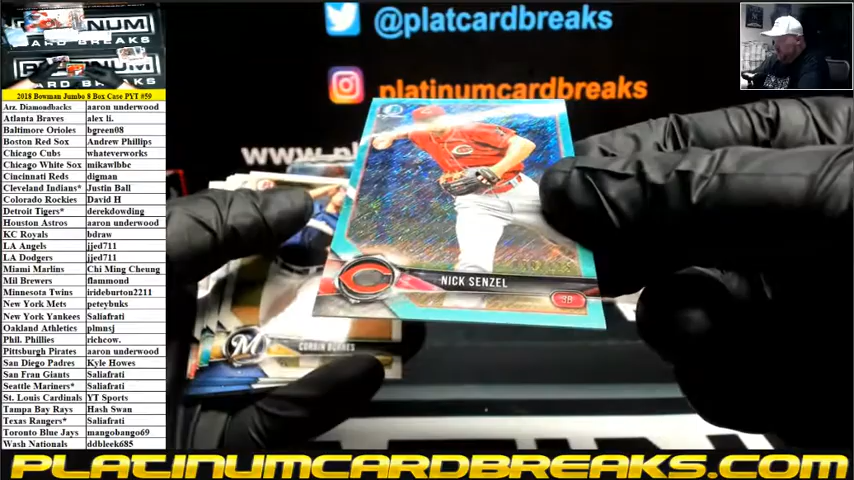 @platcardbreaks
platinumcardbreaks
www.
2018 Bowman Jumbo 8 Box Case PYT #59
Arz. Diamondbacks aaron underwood
Atlanta Braves alex li.
Baltimore Orioles bgreen08
Boston Red Sox Andrew Phillips
Chicago Cubs whateverworks
Chicago White Sox mikawlbbc
Cincinnati Reds digman
Cleveland Indians* Justin Ball
Colorado Rockies David H
Detroit Tigers* derekdowding
Houston Astros aaron underwood
KC Royals bdraw
LA Angels jjed711
LA Dodgers jjed711
Miami Marlins Chi Ming Cheung
Mil Brewers flammond
Minnesota Twins irideburton2211
New York Mets peteybuks
New York Yankees Saliafrati
Oakland Athletics plmnsj
Phil. Phillies richcow.
Pittsburgh Pirates aaron underwood
San Diego Padres Kyle Howes
San Fran Giants Saliafrati
Seattle Mariners* Saliafrati
St. Louis Cardinals YT Sports
Tampa Bay Rays Hash Swan
Texas Rangers* Saliafrati
Toronto Blue Jays mangobango69
Wash Nationals ddbleek685
NICK SENZEL
3B
M
CORBIN BURNES
PLATINUMCARDBREAKS.COM